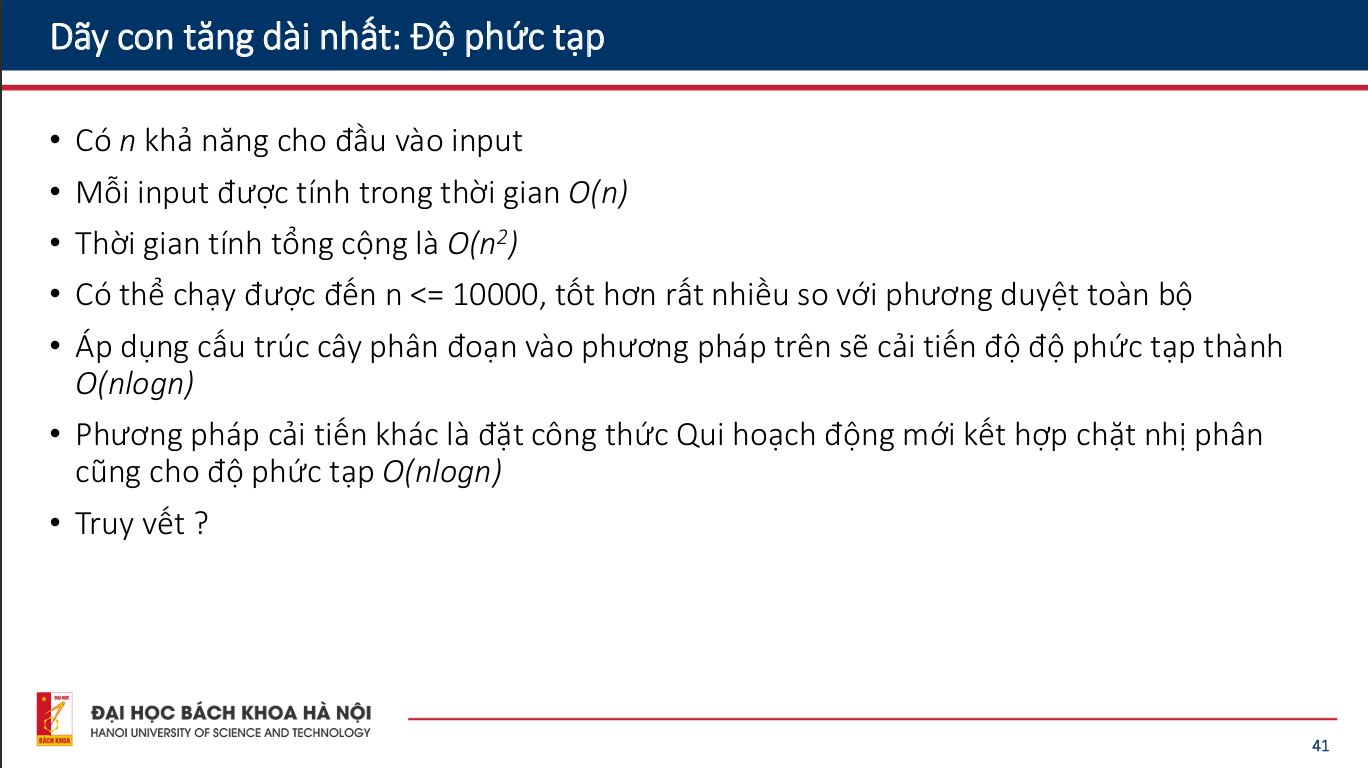 Dãy con tăng dài nhất: Độ phức tạp
• Có n khả năng cho đầu vào input
• Mỗi input được tính trong thời gian O(n)
• Thời gian tính tổng cộng là O(n²)
• Có thể chạy được đến n <= 10000, tốt hơn rất nhiều so với phương duyệt toàn bộ
• Áp dụng cấu trúc cây phân đoạn vào phương pháp trên sẽ cải tiến độ độ phức tạp thành
O(nlogn)
• Phương pháp cải tiến khác là đặt công thức Qui hoạch động mới kết hợp chặt nhị phân
cũng cho độ phức tạp O(nlogn)
• Truy vết ?
ĐẠI HỌC
BÁCH KHOA
ĐẠI HỌC BÁCH KHOA HÀ NỘI
HANOI UNIVERSITY OF SCIENCE AND TECHNOLOGY
41